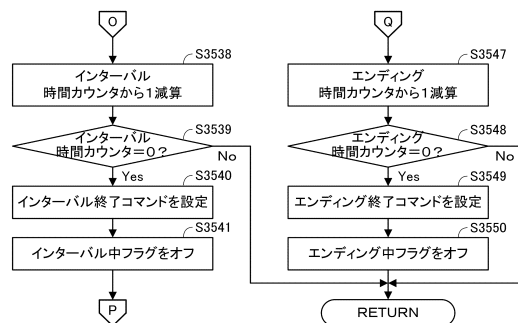 O
S3538
インターバル
時間カウンタから1減算
S3539
インターバル
時間カウンタ=0?
No
Yes
S3540
インターバル終了コマンドを設定
S3541
インターバル中フラグをオフ
P
Q
S3547
エンディング
時間カウンタから1減算
S3548
エンディング
時間カウンタ=0?
No
Yes
S3549
エンディング終了コマンドを設定
S3550
エンディング中フラグをオフ
RETURN